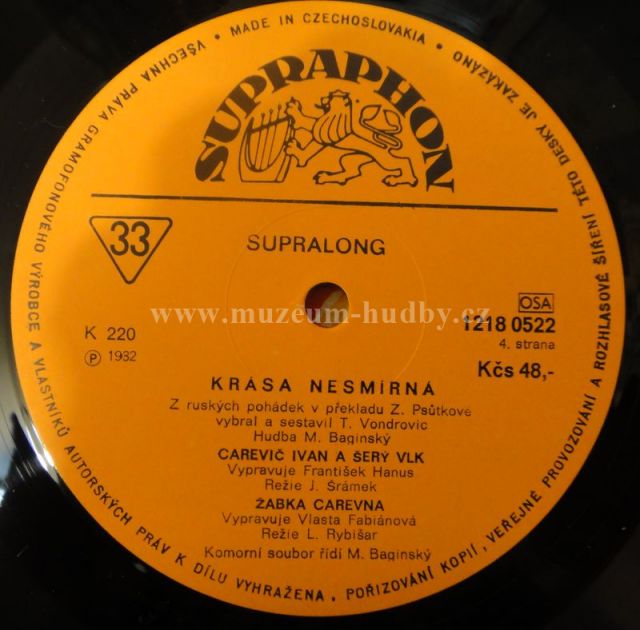 VŠECHNA PRÁVA GRAMOFONOVÉHO VÝROBCE A VLASTNÍKŮ AUTORSKÝCH PRÁV K DÍLU VYHRAŽENA, POŘIZOVÁNÍ KOPIÍ, VEŘEJNÉ PROVOZOVÁNÍ A ROZHLASOVÉ ŠÍŘENÍ TÉTO DESKY JE ZAKÁZÁNO • MADE IN CZECHOSLOVAKIA •
SUPRAPHON
33
SUPRALONG
www.muzeum-hudby.cz
OSA
K 220
1218 0522
℗ 1982
4. strana
Kčs 48,-
KRÁSA NESMÍRNÁ
Z ruských pohádek v překladu Z. Psůtkové
vybral a sestavil T. Vondrovic
Hudba M. Baginský
CAREVIČ IVAN A ŠERÝ VLK
Vypravuje František Hanus
Režie J. Šrámek
ŽABKA CAREVNA
Vypravuje Vlasta Fabiánová
Režie L. Rybišar
Komorní soubor řídí M. Baginský